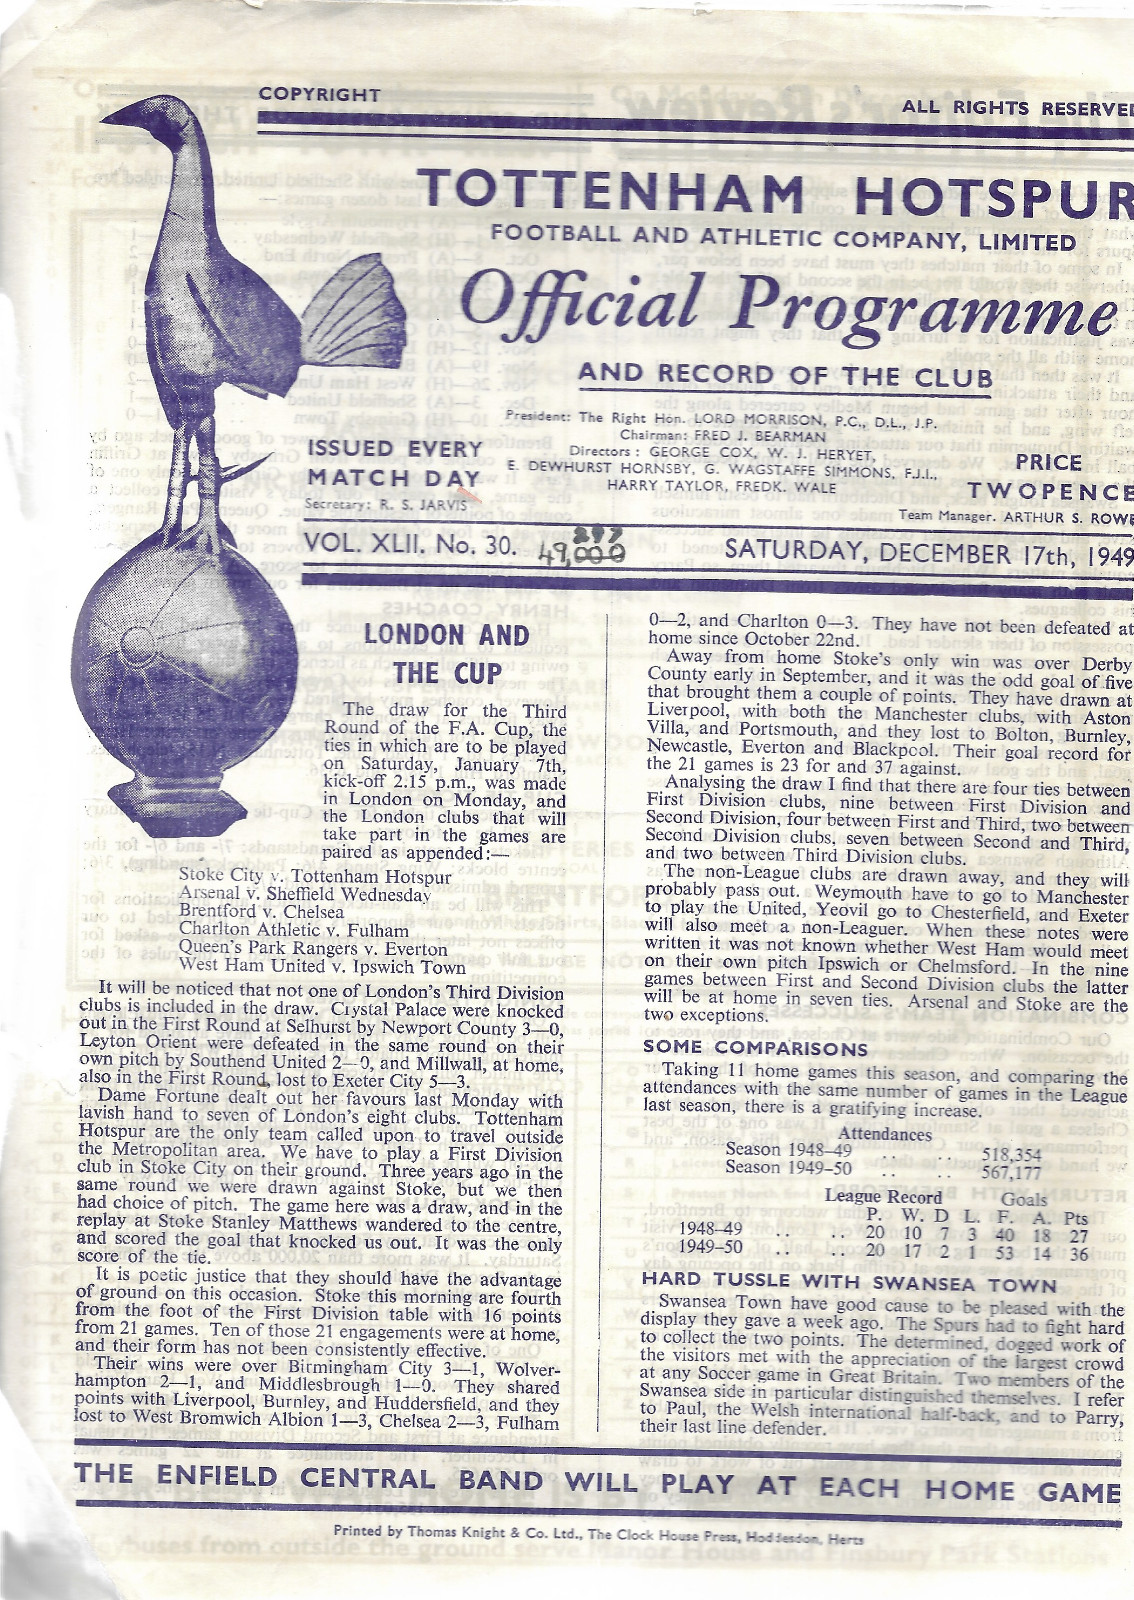 COPYRIGHT
ALL RIGHTS RESERVED
TOTTENHAM HOTSPUR
FOOTBALL AND ATHLETIC COMPANY, LIMITED
Official Programme
AND RECORD OF THE CLUB
President: The Right Hon. LORD MORRISON, P.C., D.L., J.P.
Chairman: FRED J. BEARMAN
Directors: GEORGE COX, W. J. HERYET,
E. DEWHURST HORNSBY, G. WAGSTAFFE SIMMONS, F.J.I.,
HARRY TAYLOR, FREDK. WALE
ISSUED EVERY
MATCH DAY
Secretary: R. S. JARVIS
PRICE
TWOPENCE
Team Manager. ARTHUR S. ROWE
VOL. XLII. No. 30.
297
49,000
SATURDAY, DECEMBER 17th, 1949
LONDON AND
THE CUP
The draw for the Third
Round of the F.A. Cup, the
ties in which are to be played
on Saturday, January 7th,
kick-off 2.15 p.m., was made
in London on Monday, and
the London clubs that will
take part in the games are
paired as appended:—
Stoke City v. Tottenham Hotspur
Arsenal v. Sheffield Wednesday
Brentford v. Chelsea
Charlton Athletic v. Fulham
Queen's Park Rangers v. Everton
West Ham United v. Ipswich Town
It will be noticed that not one of London's Third Division
clubs is included in the draw. Crystal Palace were knocked
out in the First Round at Selhurst by Newport County 3—0,
Leyton Orient were defeated in the same round on their
own pitch by Southend United 2—0, and Millwall, at home,
also in the First Round, lost to Exeter City 5—3.
Dame Fortune dealt out her favours last Monday with
lavish hand to seven of London's eight clubs. Tottenham
Hotspur are the only team called upon to travel outside
the Metropolitan area. We have to play a First Division
club in Stoke City on their ground. Three years ago in the
same round we were drawn against Stoke, but we then
had choice of pitch. The game here was a draw, and in the
replay at Stoke Stanley Matthews wandered to the centre,
and scored the goal that knocked us out. It was the only
score of the tie.
It is poetic justice that they should have the advantage
of ground on this occasion. Stoke this morning are fourth
from the foot of the First Division table with 16 points
from 21 games. Ten of those 21 engagements were at home,
and their form has not been consistently effective.
Their wins were over Birmingham City 3—1, Wolver-
hampton 2—1, and Middlesbrough 1—0. They shared
points with Liverpool, Burnley, and Huddersfield, and they
lost to West Bromwich Albion 1—3, Chelsea 2—3, Fulham
0—2, and Charlton 0—3. They have not been defeated at
home since October 22nd.
Away from home Stoke's only win was over Derby
County early in September, and it was the odd goal of five
that brought them a couple of points. They have drawn at
Liverpool, with both the Manchester clubs, with Aston
Villa, and Portsmouth, and they lost to Bolton, Burnley,
Newcastle, Everton and Blackpool. Their goal record for
the 21 games is 23 for and 37 against.
Analysing the draw I find that there are four ties between
First Division clubs, nine between First Division and
Second Division, four between First and Third, two between
Second Division clubs, seven between Second and Third,
and two between Third Division clubs.
The non-League clubs are drawn away, and they will
probably pass out. Weymouth have to go to Manchester
to play the United, Yeovil go to Chesterfield, and Exeter
will also meet a non-Leaguer. When these notes were
written it was not known whether West Ham would meet
on their own pitch Ipswich or Chelmsford. In the nine
games between First and Second Division clubs the latter
will be at home in seven ties. Arsenal and Stoke are the
two exceptions.
SOME COMPARISONS
Taking 11 home games this season, and comparing the
attendances with the same number of games in the League
last season, there is a gratifying increase.
Attendances
Season 1948–49 .. .. 518,354
Season 1949–50 .. .. 567,177
League Record Goals
P. W. D L. F. A. Pts
1948–49 .. .. 20 10 7 3 40 18 27
1949–50 .. .. 20 17 2 1 53 14 36
HARD TUSSLE WITH SWANSEA TOWN
Swansea Town have good cause to be pleased with the
display they gave a week ago. The Spurs had to fight hard
to collect the two points. The determined, dogged work of
the visitors met with the appreciation of the largest crowd
at any Soccer game in Great Britain. Two members of the
Swansea side in particular distinguished themselves. I refer
to Paul, the Welsh international half-back, and to Parry,
their last line defender.
THE ENFIELD CENTRAL BAND WILL PLAY AT EACH HOME GAME
Printed by Thomas Knight & Co. Ltd., The Clock House Press, Hoddesdon, Herts